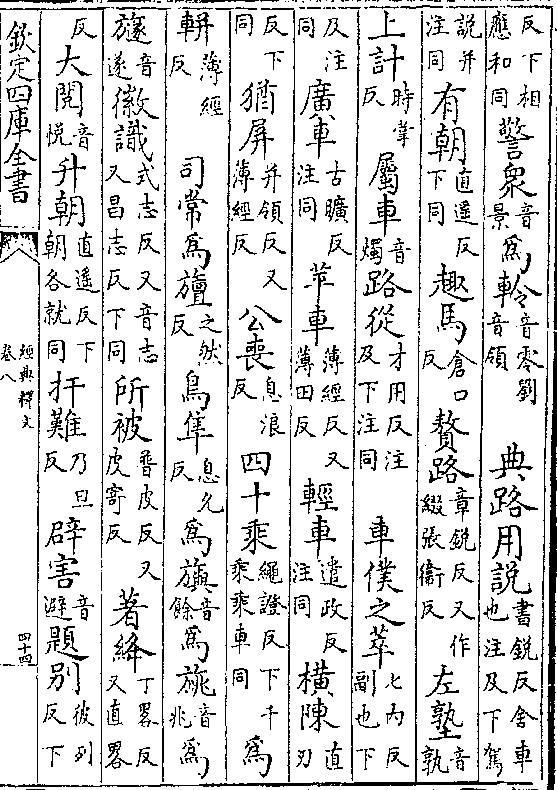 反下相應和同警衆音景爲軨音零劉音領　典路用說書銳反舍車也注及下駕
說并注同有朝直遥反下同趣馬倉口反贅路章銳反又作綴張衛反左塾音孰
上計時掌反屬車音燭路從才用反注及下注同　車僕之萃七内反副也下
及注同廣車古曠反注同苹車薄經反又薄田反輕車遣政反注同橫陳直刃
反下同猶屏并領反又薄經反公喪息浪反四十乘繩證反下千乘乘車同爲
輧薄經反　司常爲旜之然反鳥隼息允反爲旟音餘爲旐音兆爲
旞音遂徽識式志反又音志又昌志反下同所被普皮反又皮寄反著絳丁畧反又直畧
反大閱音悅升朝直遥反下朝各就同扞難乃旦反辟害音避題別彼列反下
欽定四庫全書
經典釋文
卷八
四十四